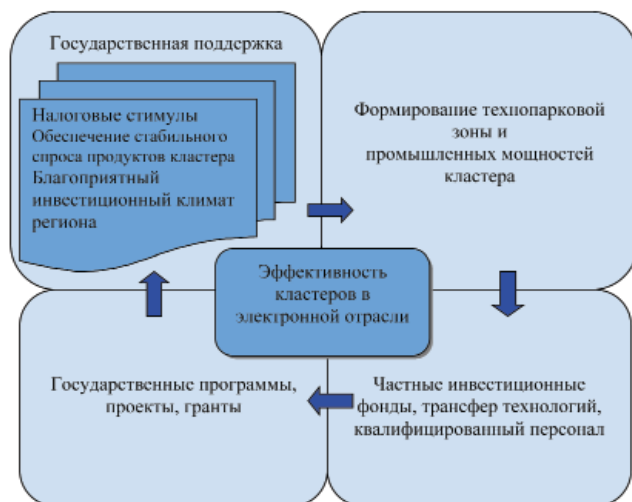 Государственная поддержка
Налоговые стимулы
Обеспечение стабильного
спроса продуктов кластера
Благоприятный
инвестиционный климат
региона
Формирование технопарковой
зоны и
промышленных мощностей
кластера
Эффективность
кластеров в
электронной отрасли
Государственные программы,
проекты, гранты
Частные инвестиционные
фонды, трансфер технологий,
квалифицированный персонал